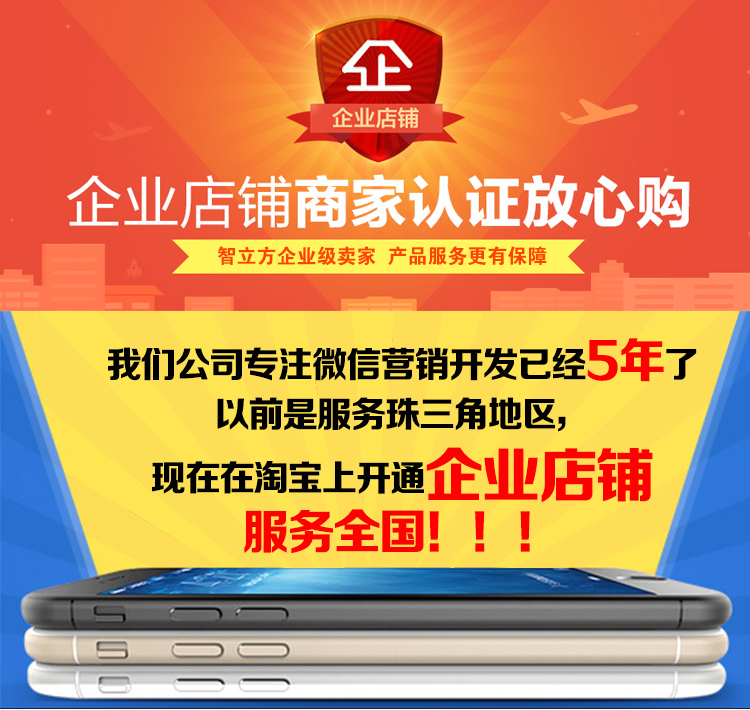 企
企业店铺
企业店铺商家认证放心购
智立方企业级卖家 产品服务更有保障
我们公司专注微信营销开发已经5年了
以前是服务珠三角地区,
现在在淘宝上开通企业店铺
服务全国!!!